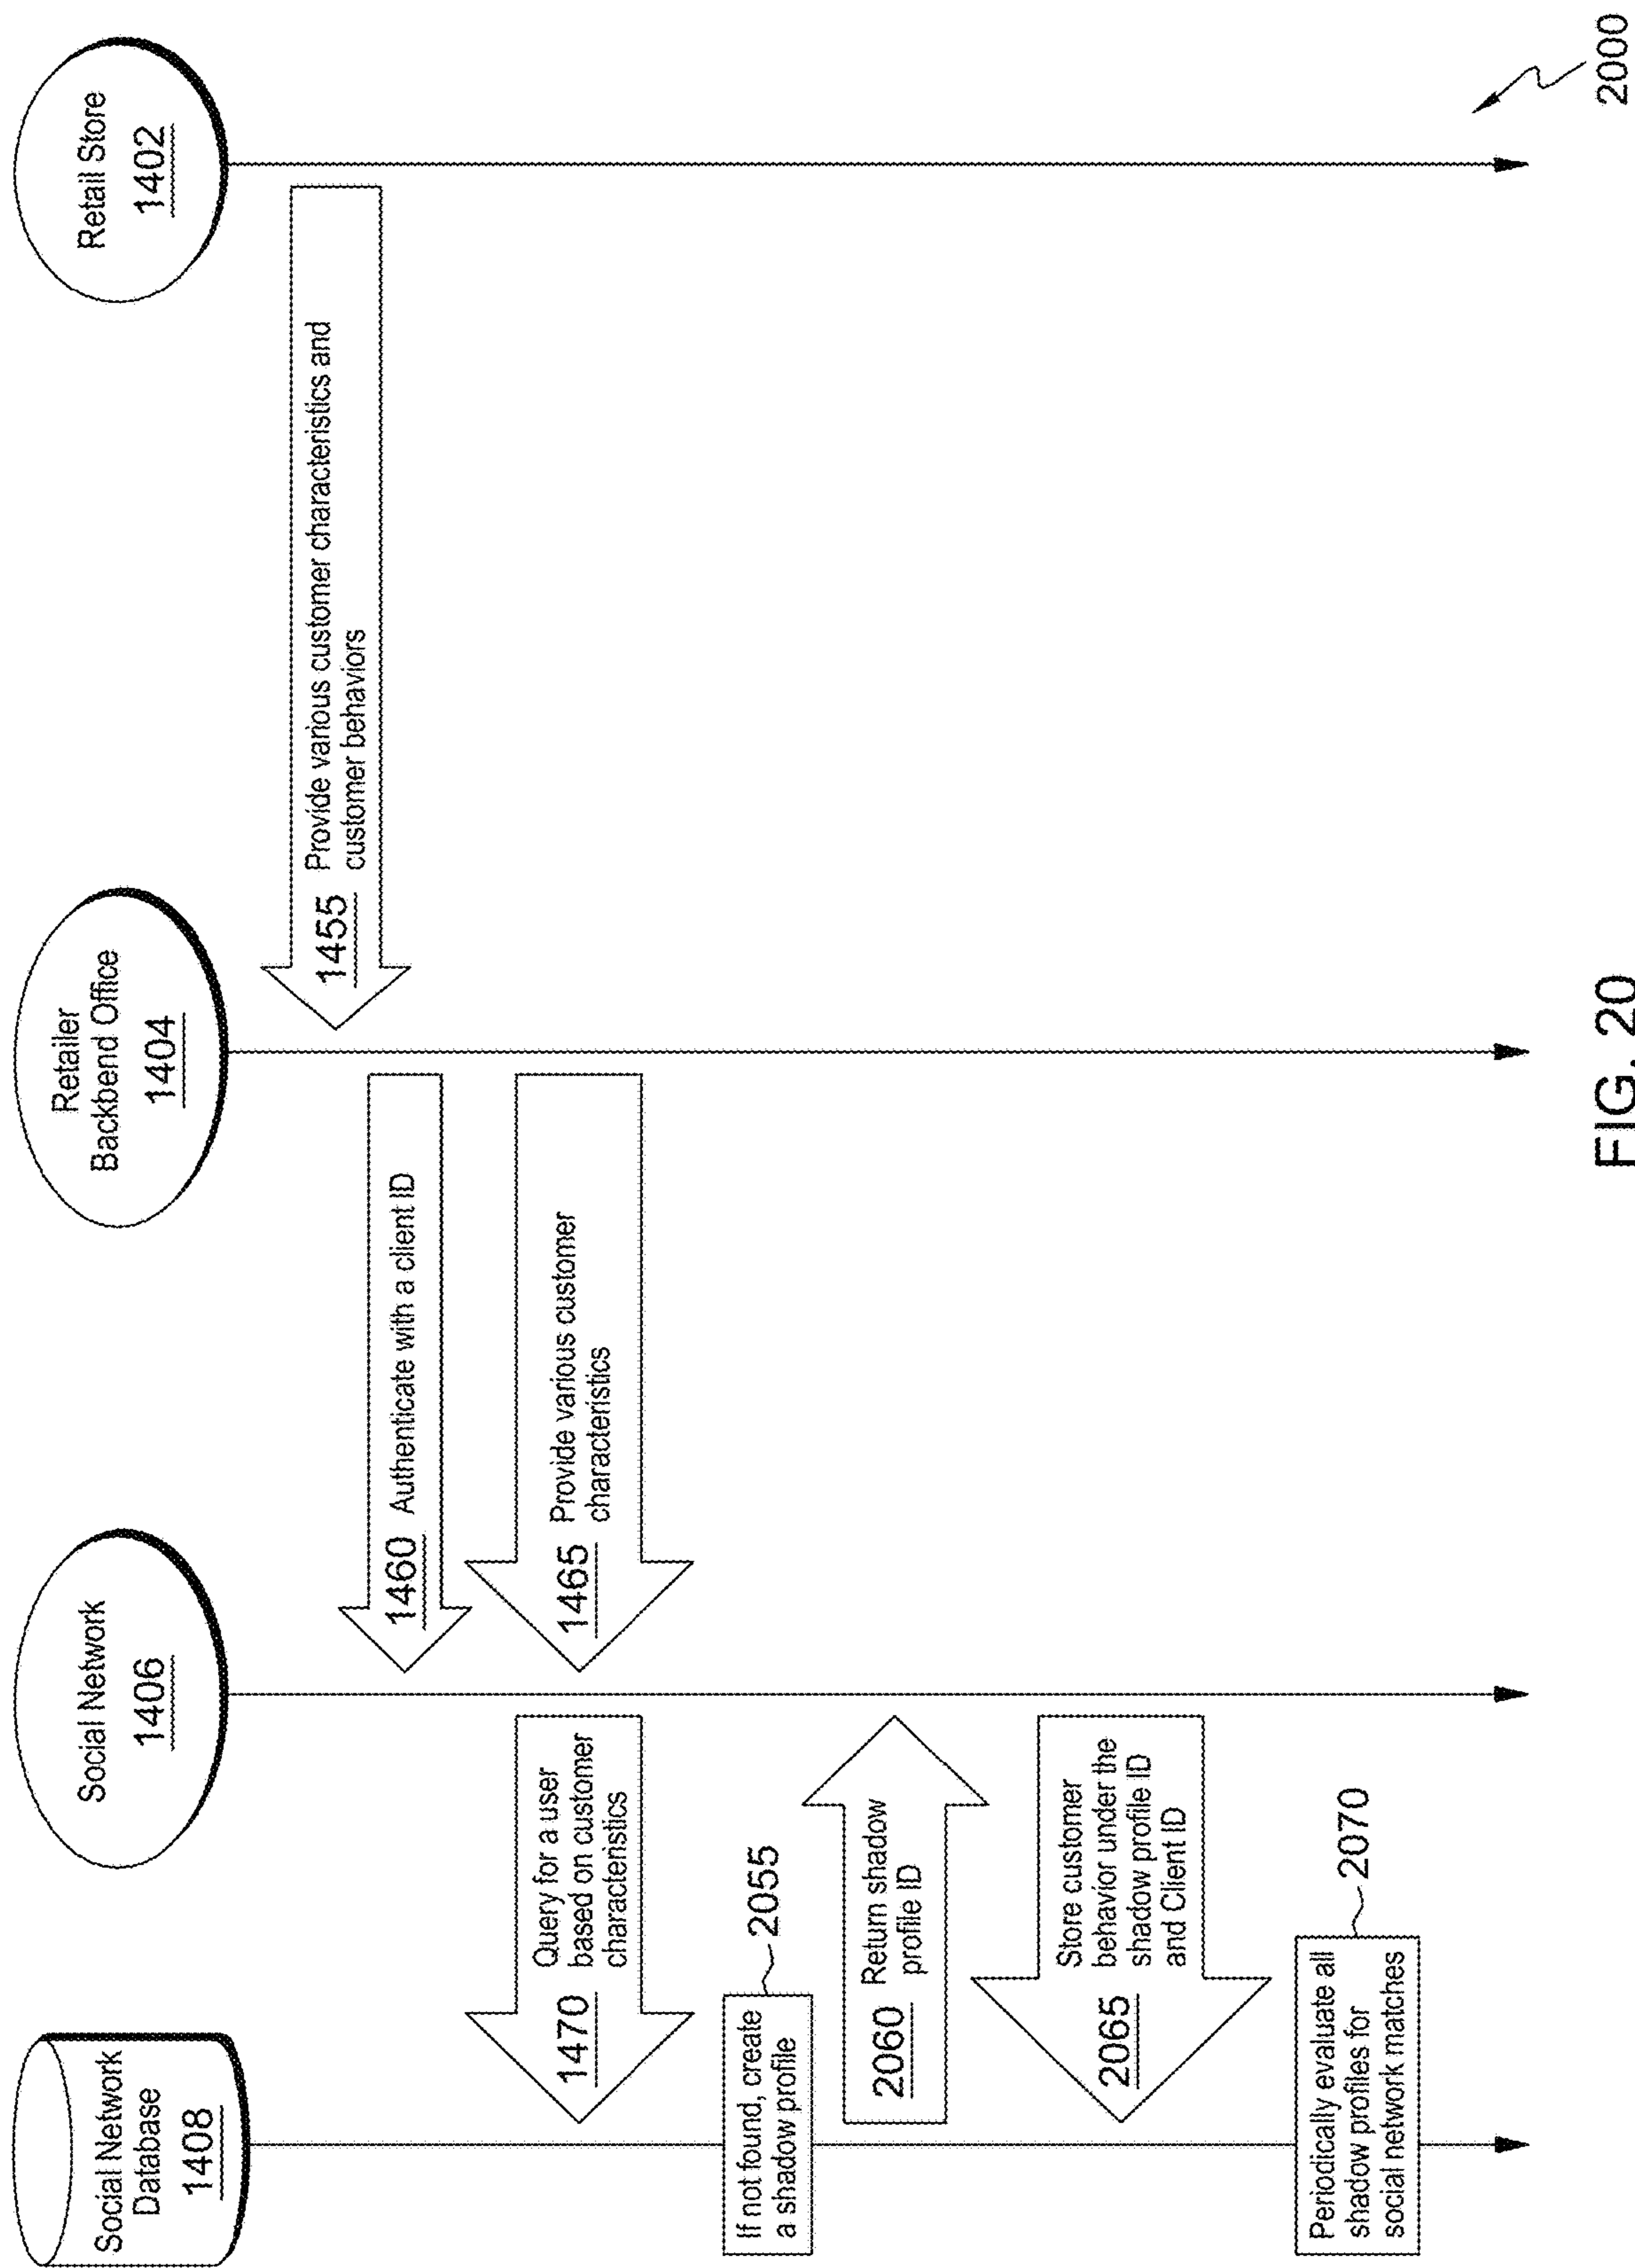 Social Network
Database
1408
Social Network
1406
Retailer
Backbend Office
1404
Retail Store
1402
1455 Provide various customer characteristics and
customer behaviors
1460 Authenticate with a client ID
1465 Provide various customer
characteristics
1470 Query for a user
based on customer
characteristics
If not found, create
a shadow profile
2055
2060 Return shadow
profile ID
2065 Store customer
behavior under the
shadow profile ID
and Client ID
Periodically evaluate all
shadow profiles for
social network matches
2070
2000
FIG. 20